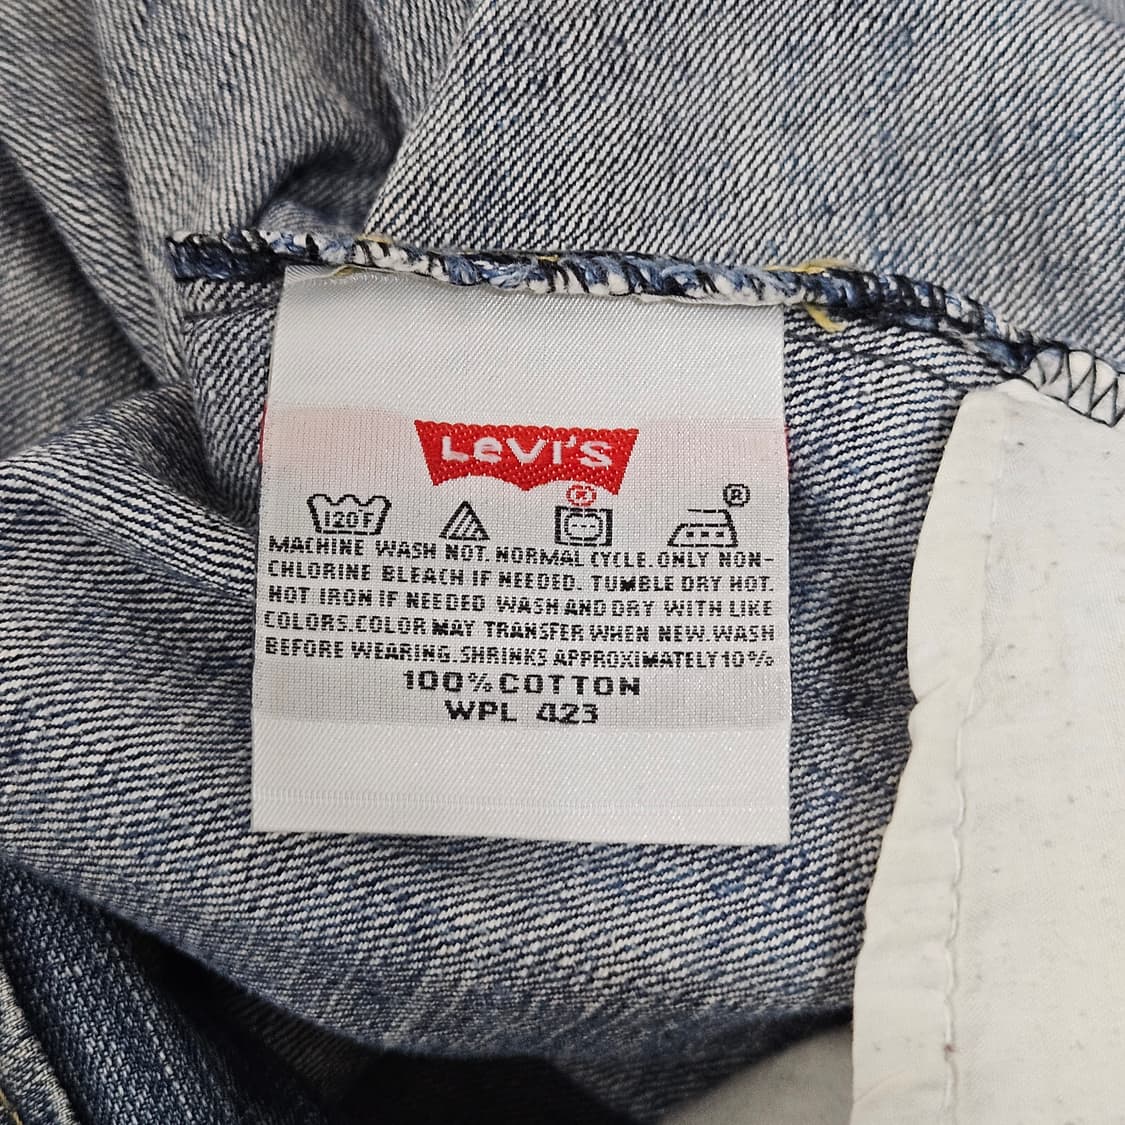 LEVI'S
®
®
120F
MACHINE WASH NOT. NORMAL CYCLE. ONLY NON-
CHLORINE BLEACH IF NEEDED. TUMBLE DRY HOT.
HOT IRON IF NEEDED WASH AND DRY WITH LIKE
COLORS. COLOR MAY TRANSFER WHEN NEW. WASH
BEFORE WEARING. SHRINKS APPROXIMATELY 10%
100% COTTON
WPL 423